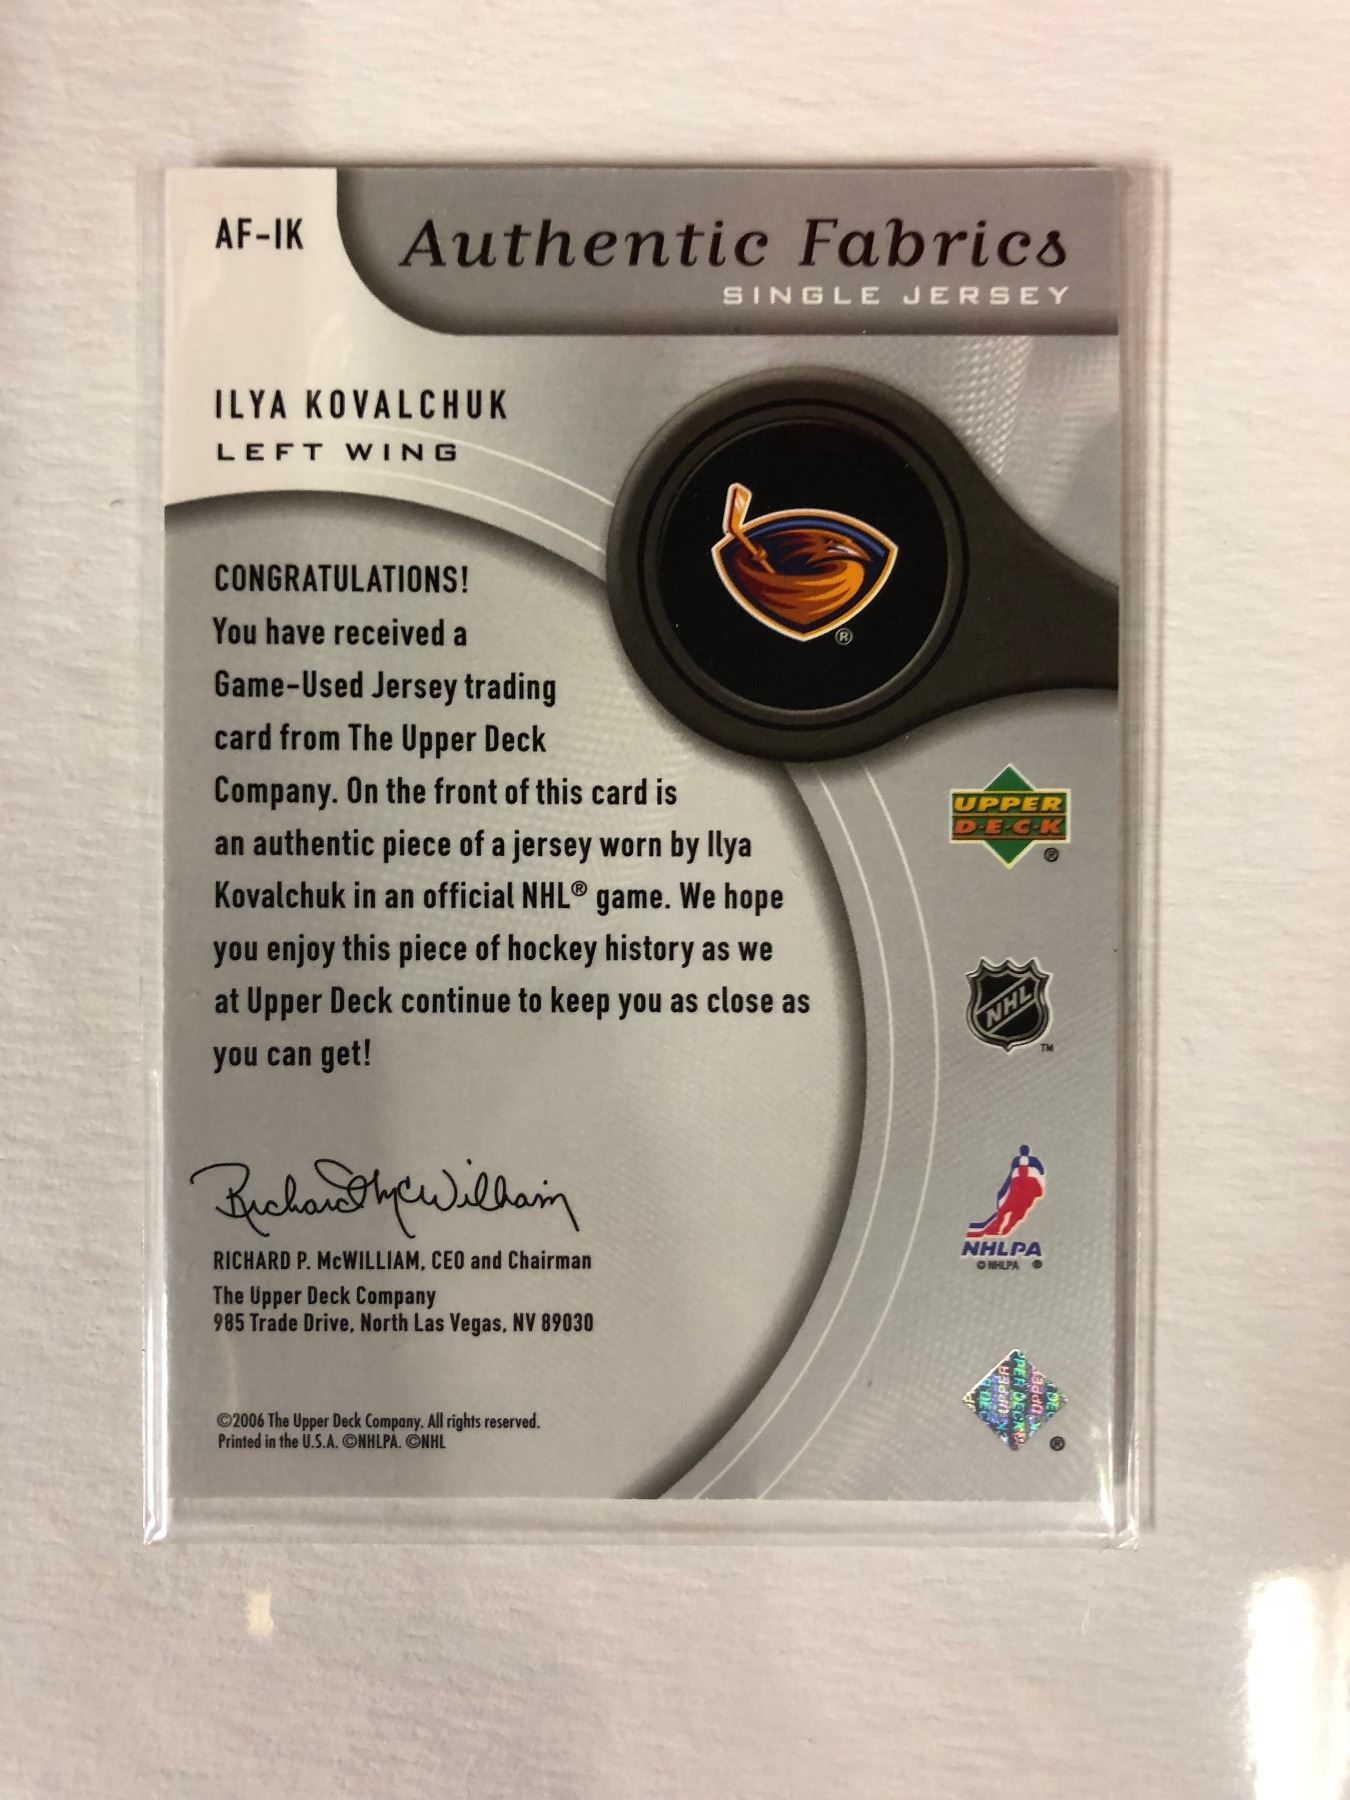 AF-IK
Authentic Fabrics
SINGLE JERSEY
ILYA KOVALCHUK
LEFT WING
®
CONGRATULATIONS!
You have received a
Game-Used Jersey trading
card from The Upper Deck
Company. On the front of this card is
an authentic piece of a jersey worn by Ilya
Kovalchuk in an official NHL® game. We hope
you enjoy this piece of hockey history as we
at Upper Deck continue to keep you as close as
you can get!
UPPER
D·E·C·K
®
NHL
™
Richard McWilliam
RICHARD P. McWILLIAM, CEO and Chairman
The Upper Deck Company
985 Trade Drive, North Las Vegas, NV 89030
NHLPA
© NHLPA ®
©2006 The Upper Deck Company. All rights reserved.
Printed in the U.S.A. ©NHLPA. ©NHL
UPPER DECK
®